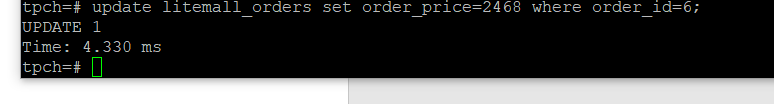 tpch=# update litemall_orders set order_price=2468 where order_id=6;
UPDATE 1
Time: 4.330 ms
tpch=#